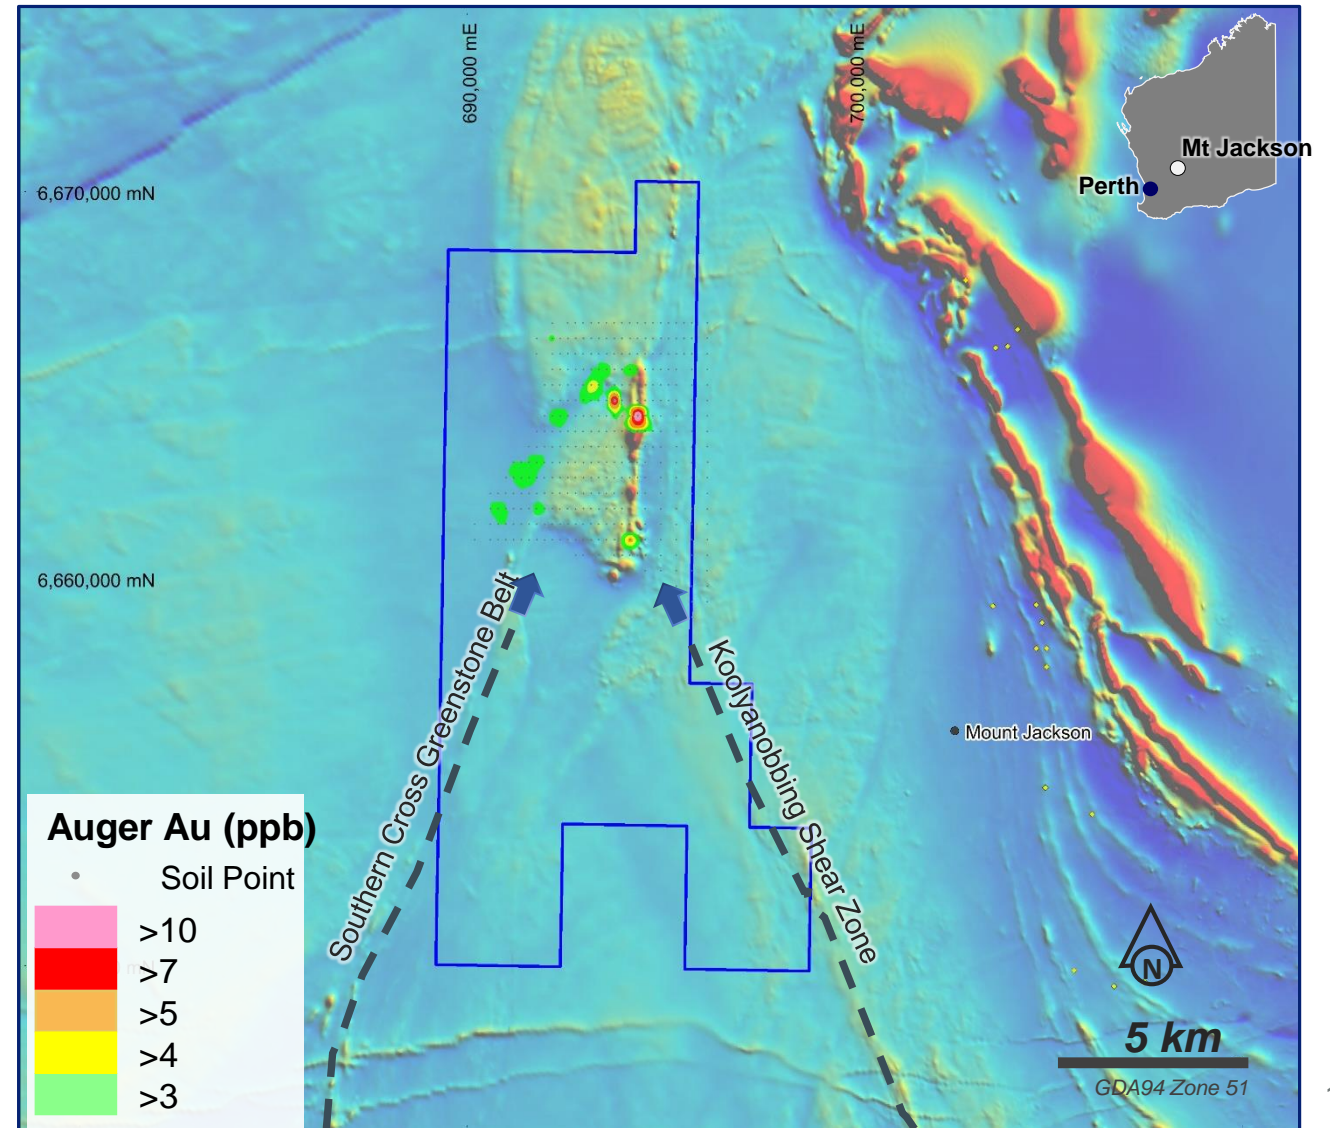 690,000 mE
700,000 mE
Mt Jackson
Perth
6,670,000 mN
6,660,000 mN
Southern Cross Greenstone Belt
Koolyanobbing Shear Zone
Mount Jackson
Auger Au (ppb)
Soil Point
>10
>7
mN
>5
>4
>3
N
5 km
GDA94 Zone 51